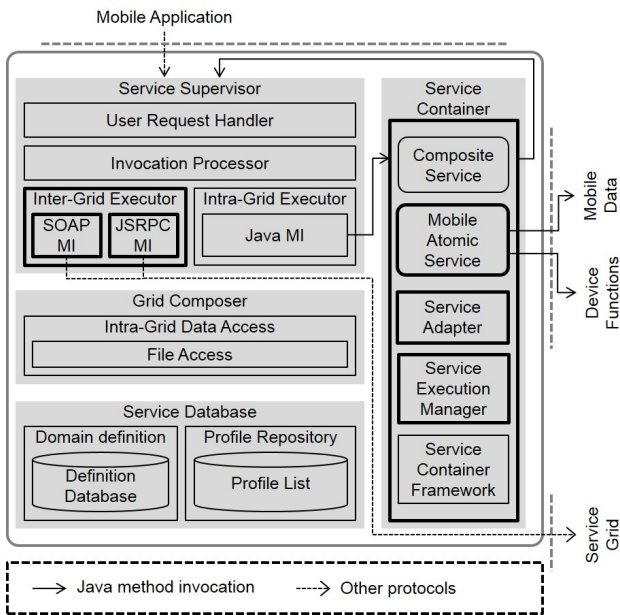 Mobile Application
Service Supervisor
User Request Handler
Invocation Processor
Inter-Grid Executor
SOAP
MI
JSRPC
MI
Intra-Grid Executor
Java MI
Grid Composer
Intra-Grid Data Access
File Access
Service Database
Domain definition
Definition
Database
Profile Repository
Profile List
Service
Container
Composite
Service
Mobile
Atomic
Service
Service
Adapter
Service
Execution
Manager
Service
Container
Framework
Mobile
Data
Device
Functions
Service
Grid
Java method invocation
Other protocols